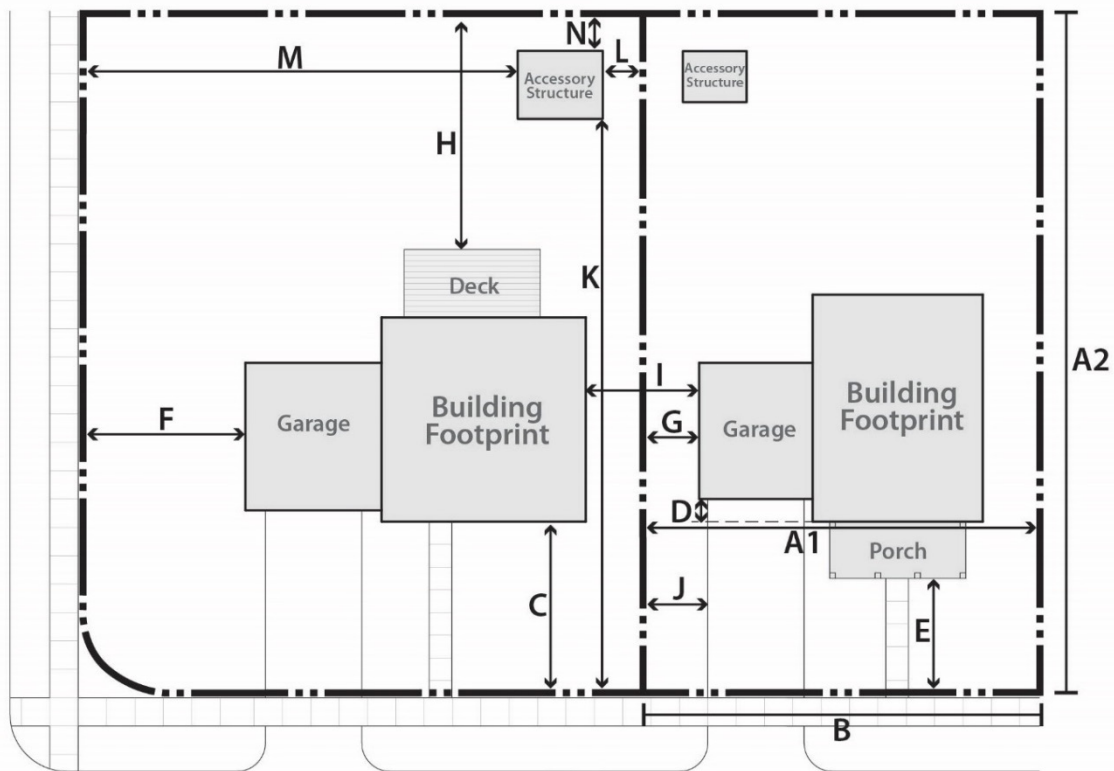 N
L
M
Accessory
Structure
Accessory
Structure
H
K
Deck
A2
I
Building
Footprint
Building
Footprint
F
Garage
G
Garage
D
A1
Porch
J
C
E
B